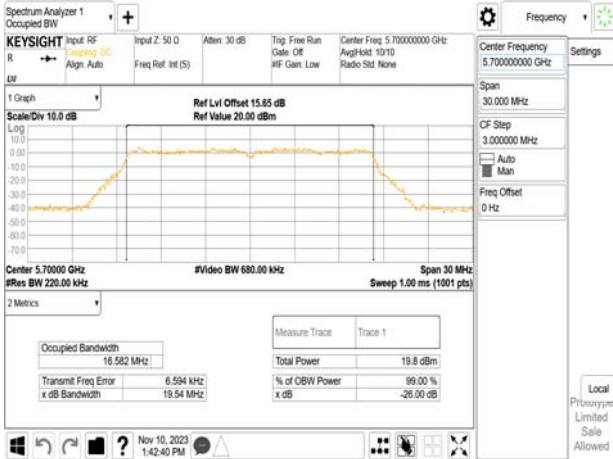 Spectrum Analyzer 1
Occupied BW
Frequency
KEYSIGHT
R
Input: RF
Coupling: DC
Align: Auto
Input Z: 50 Ω
Freq Ref: Int (S)
Atten: 30 dB
Trig: Free Run
Gate: Off
#IF Gain: Low
Center Freq: 5.700000000 GHz
Avg|Hold: 10/10
Radio Std: None
1 Graph
Scale/Div 10.0 dB
Ref Lvl Offset 15.65 dB
Ref Value 20.00 dBm
Log
10.0
0.00
-10.0
-20.0
-30.0
-40.0
-50.0
-60.0
-70.0
Center 5.70000 GHz
#Res BW 220.00 kHz
#Video BW 680.00 kHz
Span 30 MHz
Sweep 1.00 ms (1001 pts)
2 Metrics
Measure Trace
Trace 1
Occupied Bandwidth
16.582 MHz
Total Power
19.8 dBm
Transmit Freq Error
6.594 kHz
% of OBW Power
99.00 %
x dB Bandwidth
19.54 MHz
x dB
-26.00 dB
Nov 10, 2023
1:42:40 PM
Center Frequency
5.700000000 GHz
Settings
Span
30.000 MHz
CF Step
3.000000 MHz
Auto
Man
Freq Offset
0 Hz
Local
Prototype
Limited
Sale
Allowed